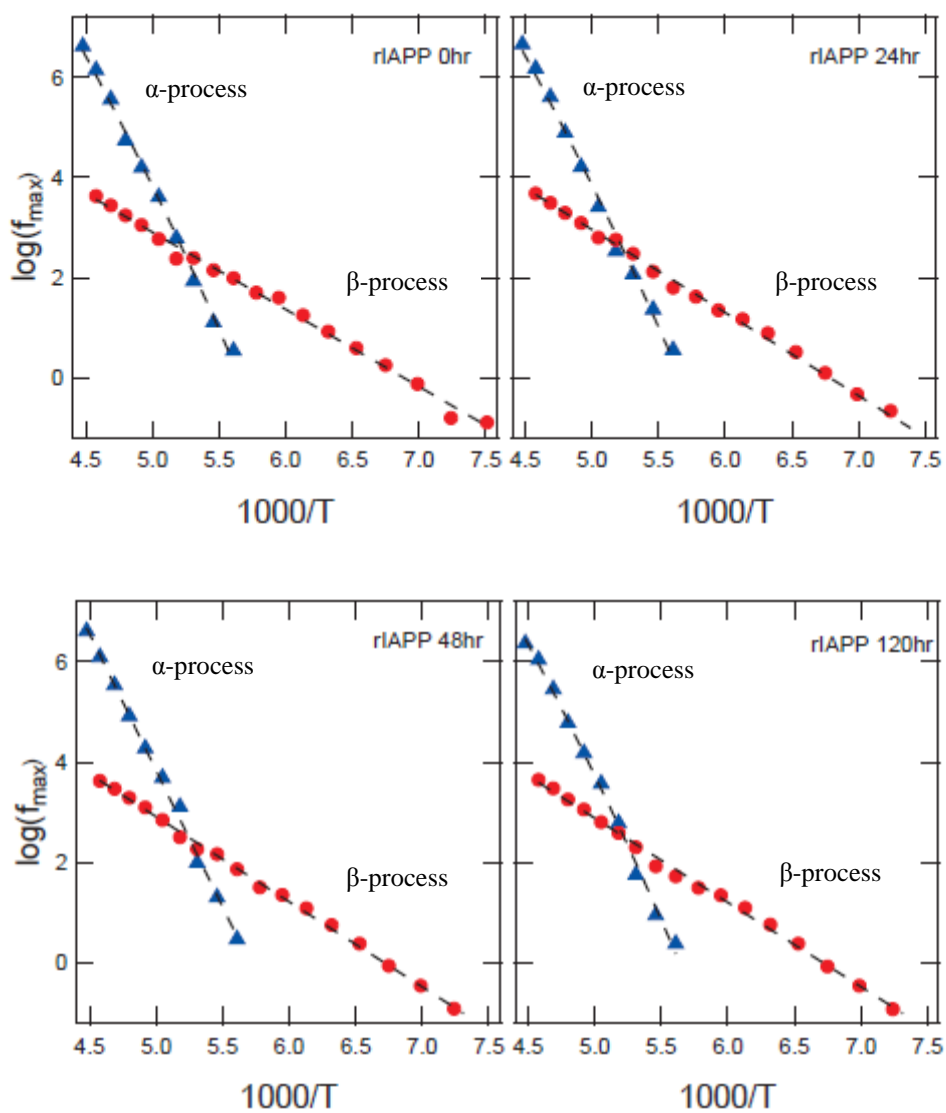 rIAPP 0hr
α-process
β-process
log(fmax)
6
4
2
0
4.5 5.0 5.5 6.0 6.5 7.0 7.5
1000/T
rIAPP 24hr
α-process
β-process
4.5 5.0 5.5 6.0 6.5 7.0 7.5
1000/T
rIAPP 48hr
α-process
β-process
log(fmax)
6
4
2
0
4.5 5.0 5.5 6.0 6.5 7.0 7.5
1000/T
rIAPP 120hr
α-process
β-process
4.5 5.0 5.5 6.0 6.5 7.0 7.5
1000/T